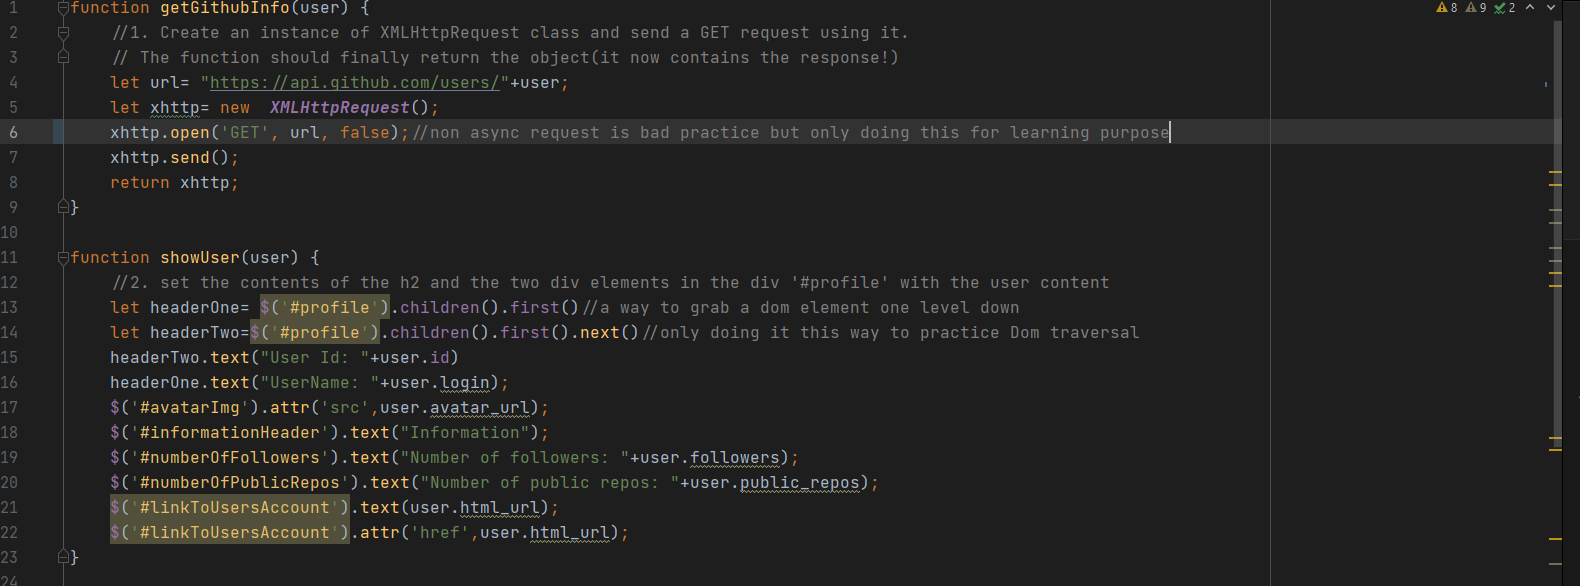 1 function getGithubInfo(user) { 8 9 2
2 //1. Create an instance of XMLHttpRequest class and send a GET request using it.
3 // The function should finally return the object(it now contains the response!)
4 let url= "https://api.github.com/users/"+user;
5 let xhttp= new  XMLHttpRequest();
6 xhttp.open('GET', url, false);//non async request is bad practice but only doing this for learning purpose
7 xhttp.send();
8 return xhttp;
9 }
10
11 function showUser(user) {
12 //2. set the contents of the h2 and the two div elements in the div '#profile' with the user content
13 let headerOne= $('#profile').children().first()//a way to grab a dom element one level down
14 let headerTwo=$('#profile').children().first().next()//only doing it this way to practice Dom traversal
15 headerTwo.text("User Id: "+user.id)
16 headerOne.text("UserName: "+user.login);
17 $('#avatarImg').attr('src',user.avatar_url);
18 $('#informationHeader').text("Information");
19 $('#numberOfFollowers').text("Number of followers: "+user.followers);
20 $('#numberOfPublicRepos').text("Number of public repos: "+user.public_repos);
21 $('#linkToUsersAccount').text(user.html_url);
22 $('#linkToUsersAccount').attr('href',user.html_url);
23 }
24